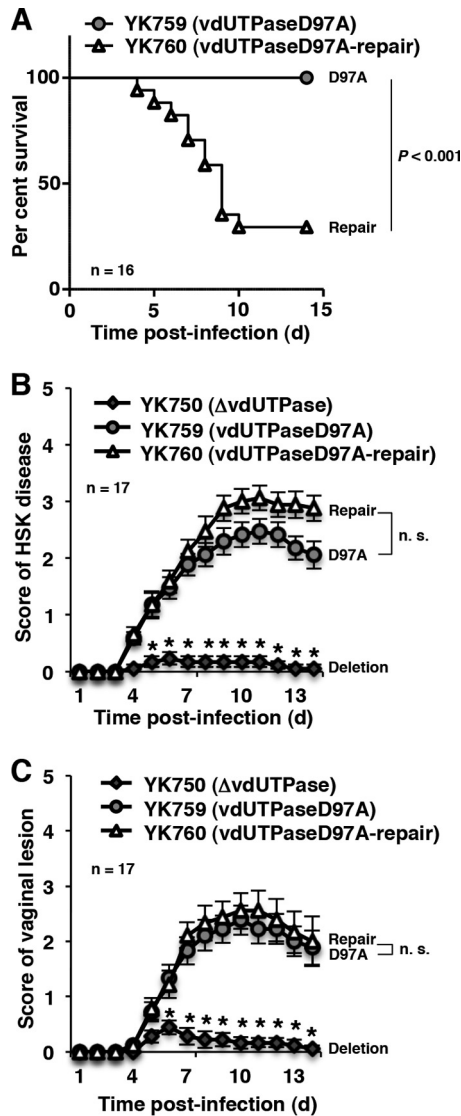 A
YK759 (vdUTPaseD97A)
YK760 (vdUTPaseD97A-repair)
100
50
0
Per cent survival
D97A
P < 0.001
Repair
n = 16
0 5 10 15
Time post-infection (d)
B
5
4
3
2
1
0
Score of HSK disease
YK750 (ΔvdUTPase)
YK759 (vdUTPaseD97A)
YK760 (vdUTPaseD97A-repair)
n = 17
Repair
n. s.
D97A
* * * * * * * * * *
Deletion
1 4 7 10 13
Time post-infection (d)
C
5
4
3
2
1
0
Score of vaginal lesion
YK750 (ΔvdUTPase)
YK759 (vdUTPaseD97A)
YK760 (vdUTPaseD97A-repair)
n = 17
Repair
D97A
n. s.
* * * * * * * * *
Deletion
1 4 7 10 13
Time post-infection (d)